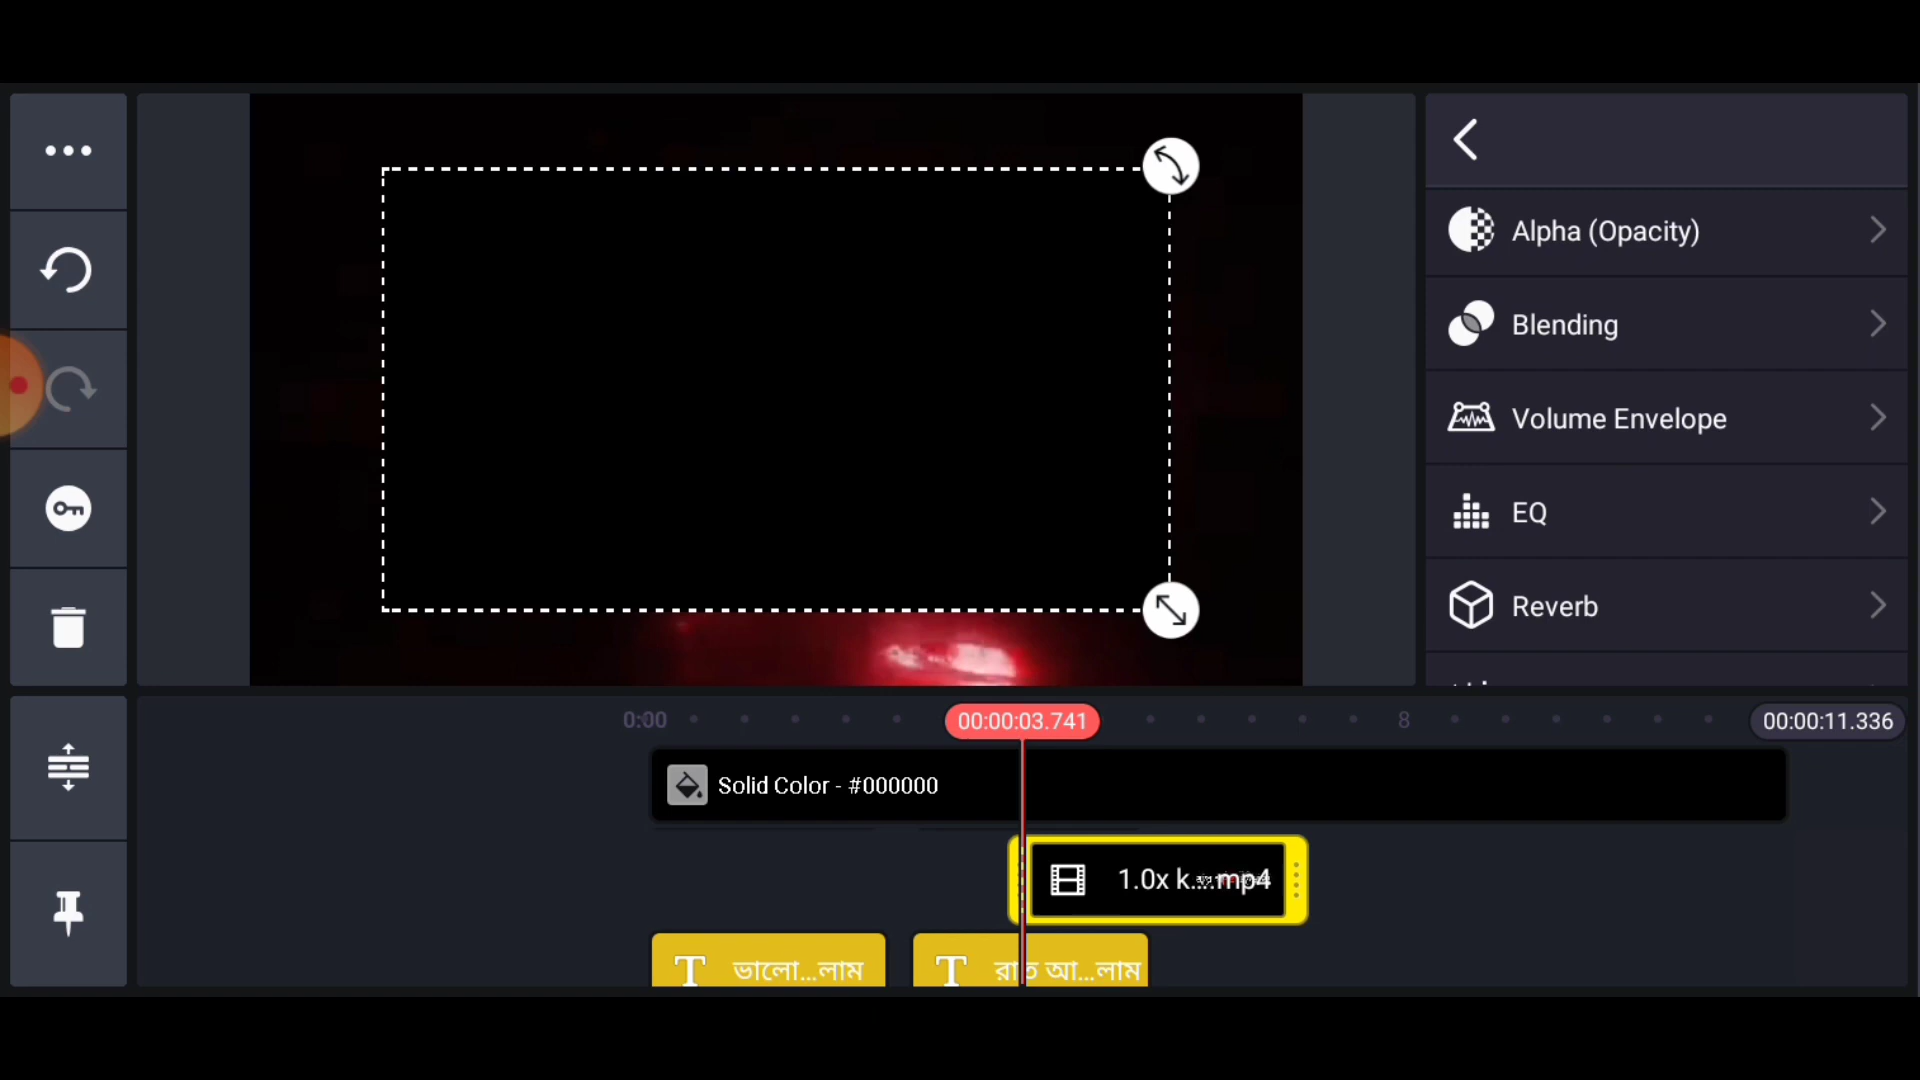 Alpha (Opacity)
Blending
Volume Envelope
EQ
Reverb
0:00
00:00:03.741
8
00:00:11.336
Solid Color - #000000
1.0x k...mp4
T ভালো...লাম
T রাত আ...লাম